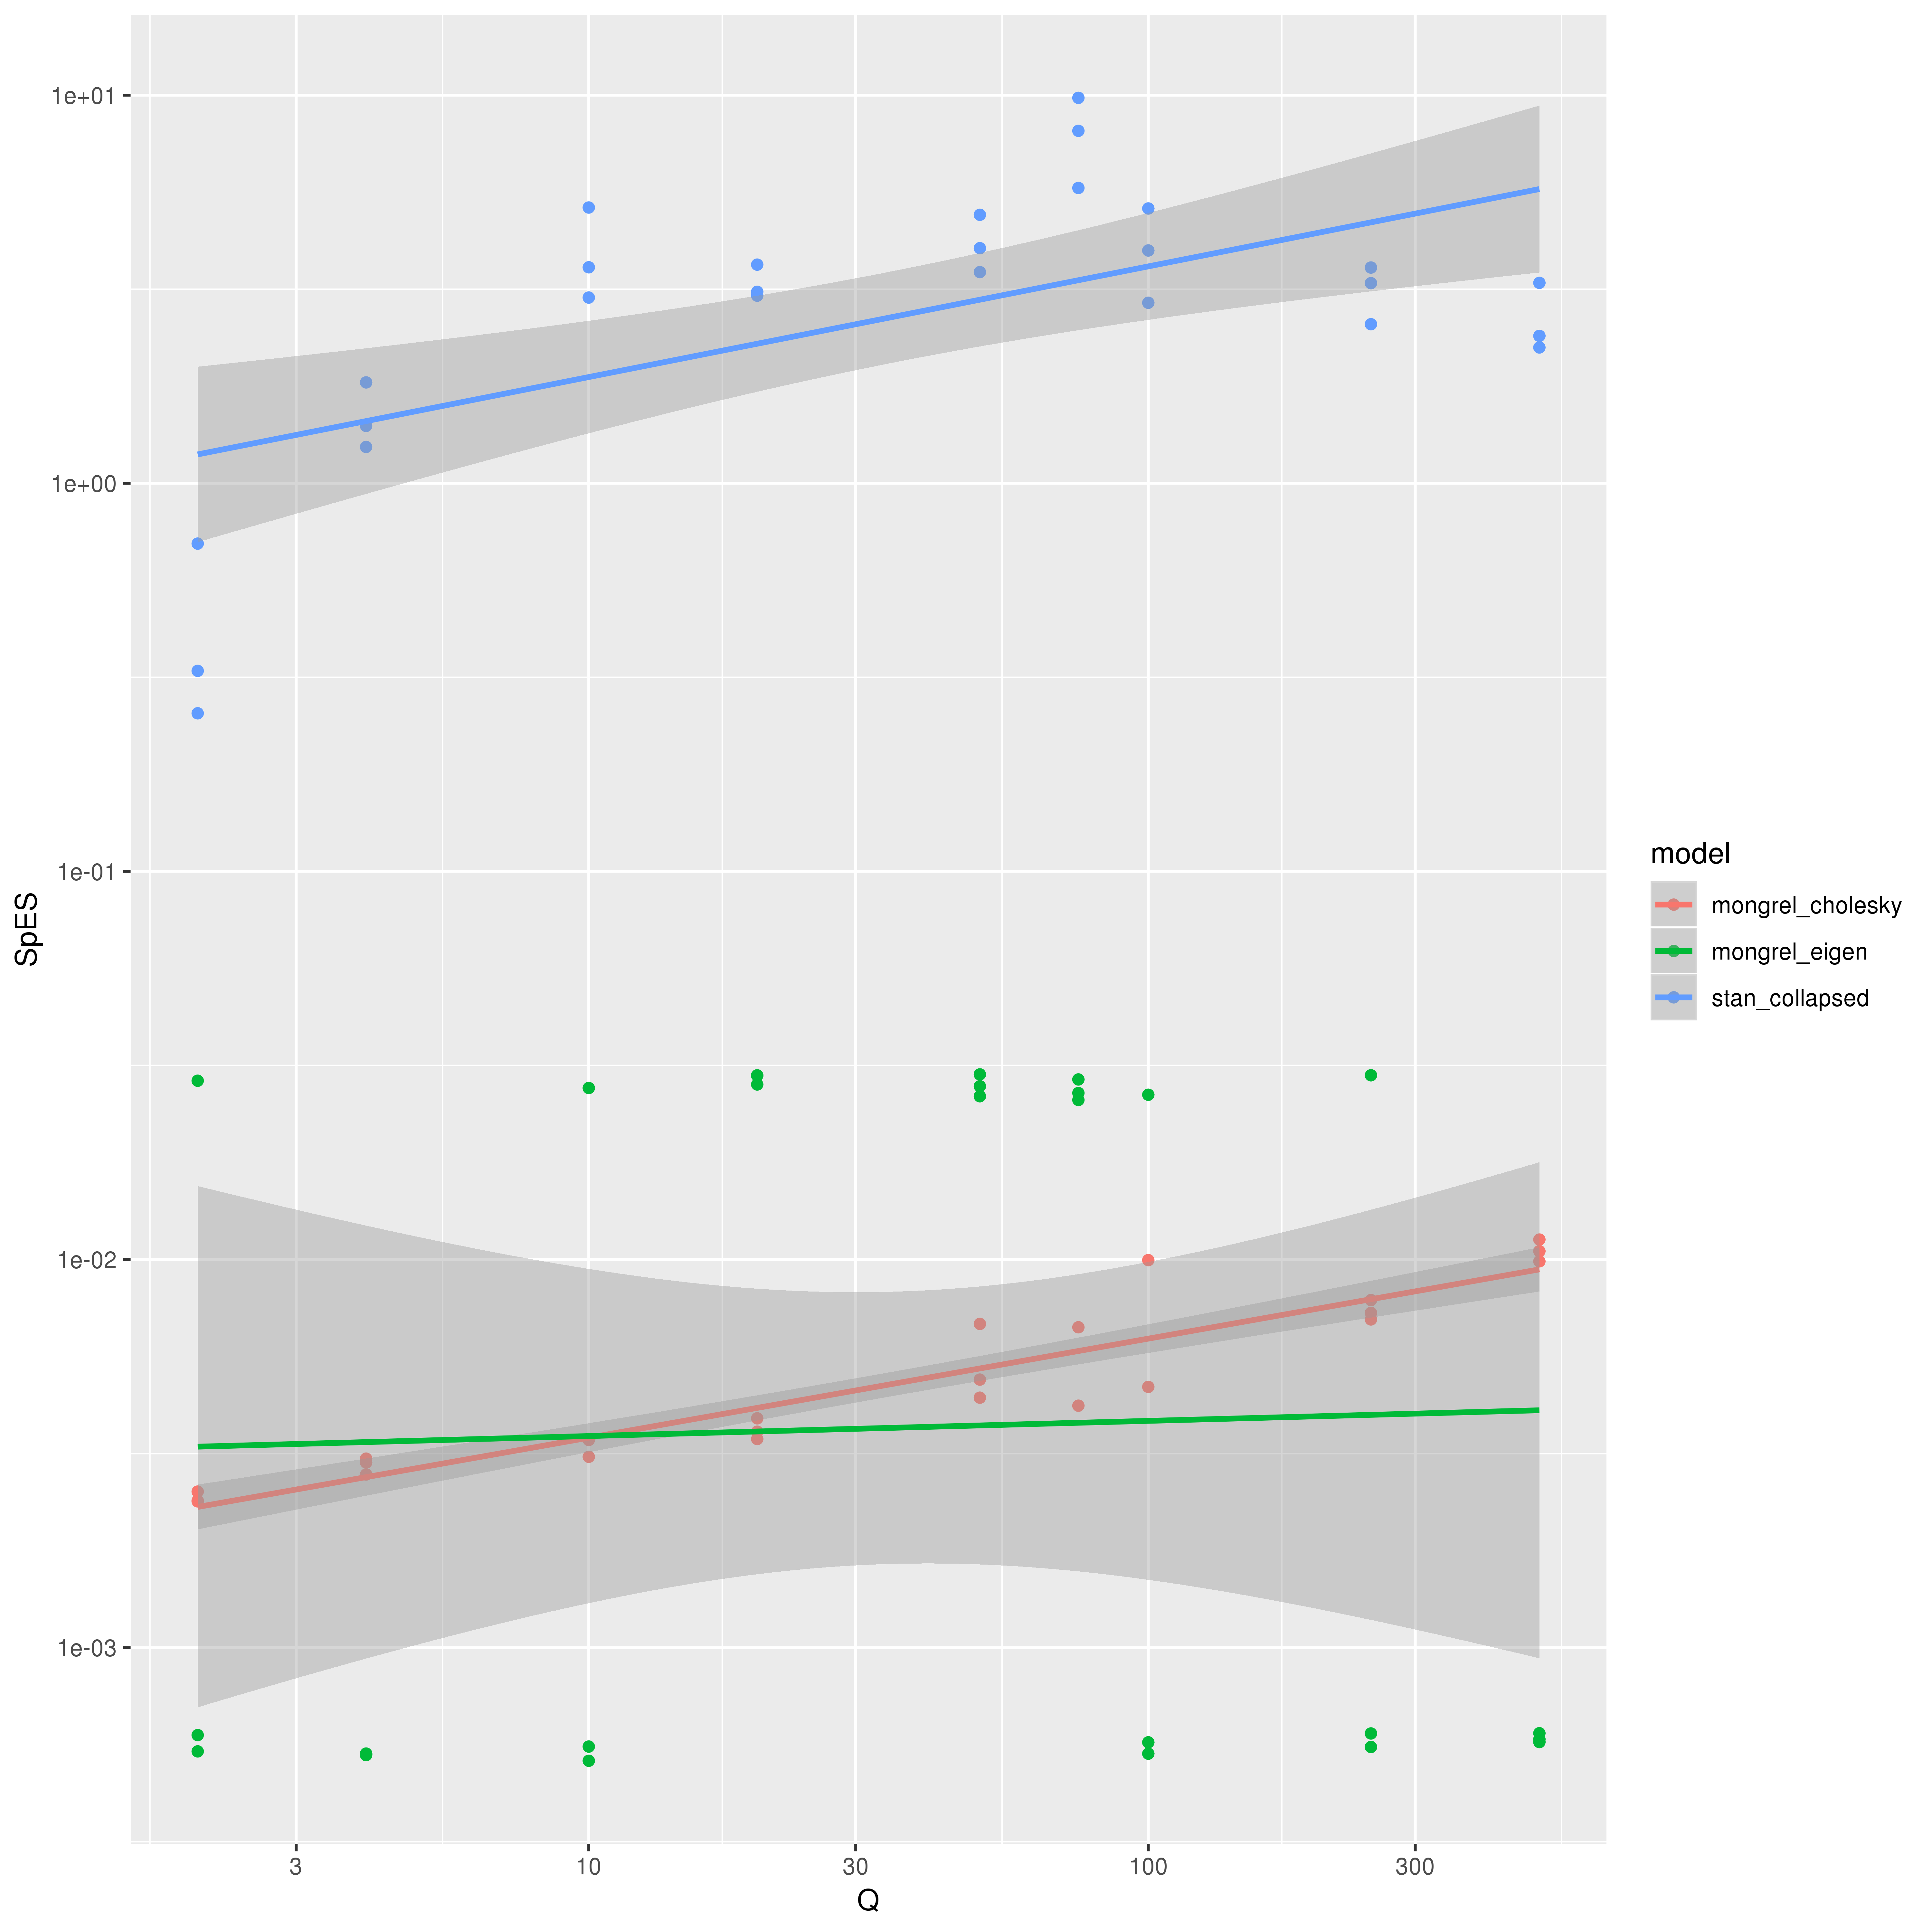 SpES
1e+01
1e+00
1e-01
1e-02
1e-03
3
10
30
100
300
Q
model
mongrel_cholesky
mongrel_eigen
stan_collapsed